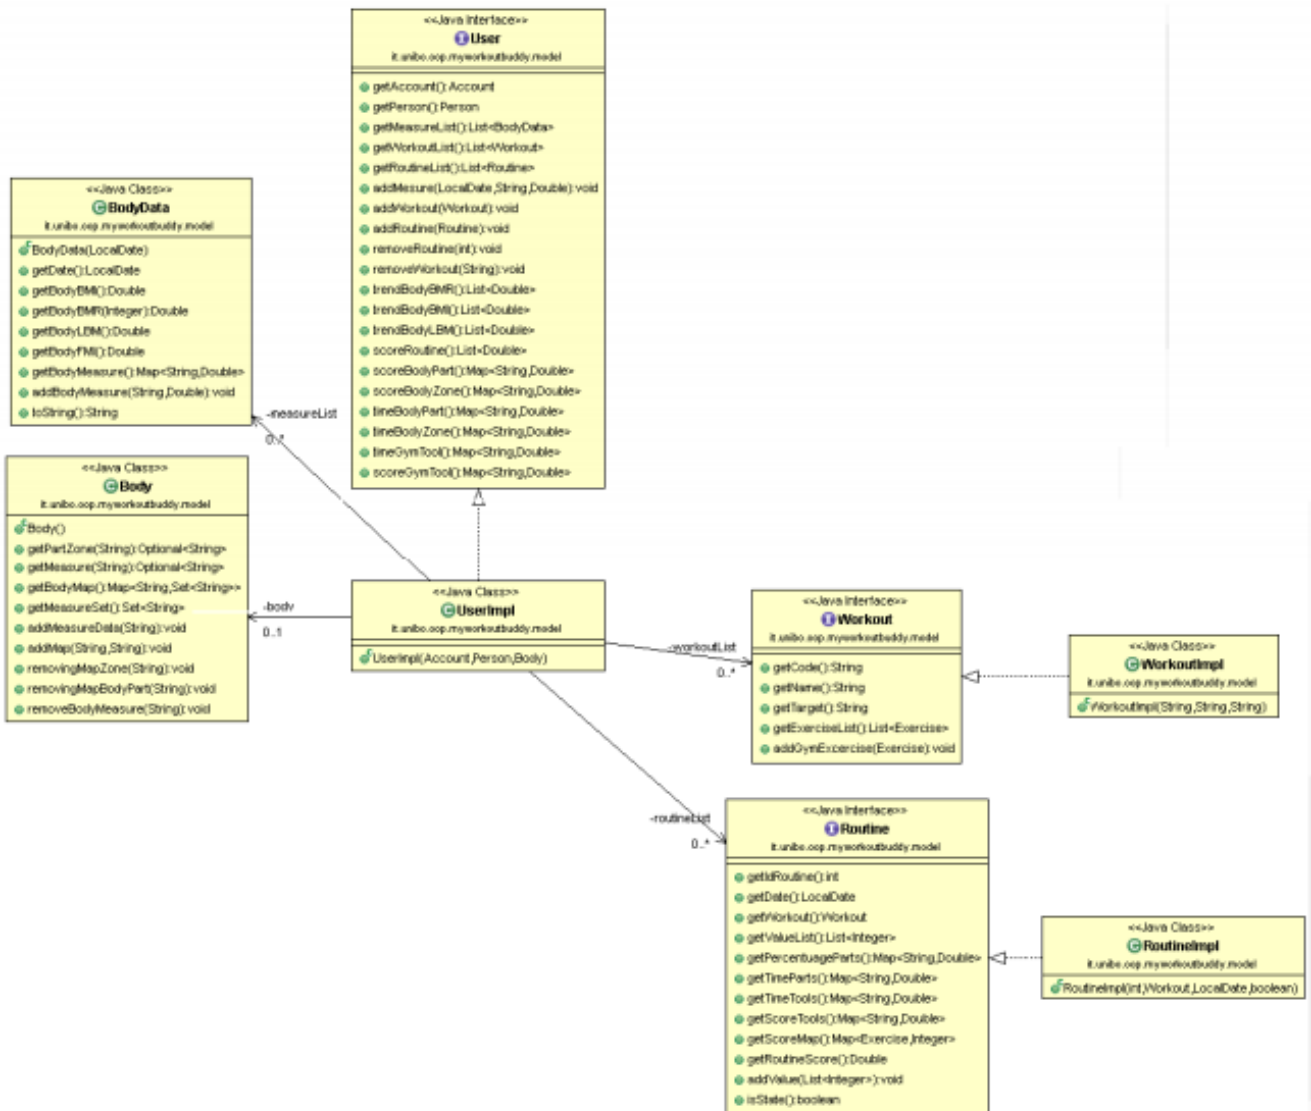 <<Java Interface>>
User
it.unibo.oop.myworkoutbuddy.model
getAccount():Account
getPerson():Person
getMeasureList():List<BodyData>
getWorkoutList():List<Workout>
getRoutineList():List<Routine>
addMesure(LocalDate,String,Double):void
addWorkout(Workout):void
addRoutine(Routine):void
removeRoutine(int):void
removeWorkout(String):void
trendBodyBMR():List<Double>
trendBodyBMI():List<Double>
trendBodyLBM():List<Double>
scoreRoutine():List<Double>
scoreBodyPart():Map<String,Double>
scoreBodyZone():Map<String,Double>
timeBodyPart():Map<String,Double>
timeBodyZone():Map<String,Double>
timeGymTool():Map<String,Double>
scoreGymTool():Map<String,Double>
<<Java Class>>
BodyData
it.unibo.oop.myworkoutbuddy.model
BodyData(LocalDate)
getDate():LocalDate
getBodyBMI():Double
getBodyBMR(Integer):Double
getBodyLBM():Double
getBodyFMI():Double
getBodyMeasure():Map<String,Double>
addBodyMeasure(String,Double):void
toString():String
-measureList
0..*
<<Java Class>>
Body
it.unibo.oop.myworkoutbuddy.model
Body()
getPartZone(String):Optional<String>
getMeasure(String):Optional<String>
getBodyMap():Map<String,Set<String>>
getMeasureSet():Set<String>
addMeasureData(String):void
addMap(String,String):void
removingMapZone(String):void
removingMapBodyPart(String):void
removeBodyMeasure(String):void
-body
0..1
<<Java Class>>
UserImpl
it.unibo.oop.myworkoutbuddy.model
UserImpl(Account,Person,Body)
-workoutList
0..*
<<Java Interface>>
Workout
it.unibo.oop.myworkoutbuddy.model
getCode():String
getName():String
getTarget():String
getExerciseList():List<Exercise>
addGymExcercise(Exercise):void
<<Java Class>>
WorkoutImpl
it.unibo.oop.myworkoutbuddy.model
WorkoutImpl(String,String,String)
-routineList
0..*
<<Java Interface>>
Routine
it.unibo.oop.myworkoutbuddy.model
getIdRoutine():int
getDate():LocalDate
getWorkout():Workout
getValueList():List<Integer>
getPercentuageParts():Map<String,Double>
getTimeParts():Map<String,Double>
getTimeTools():Map<String,Double>
getScoreTools():Map<String,Double>
getScoreMap():Map<Exercise,Integer>
getRoutineScore():Double
addValue(List<Integer>):void
isState():boolean
<<Java Class>>
RoutineImpl
it.unibo.oop.myworkoutbuddy.model
RoutineImpl(int,Workout,LocalDate,boolean)